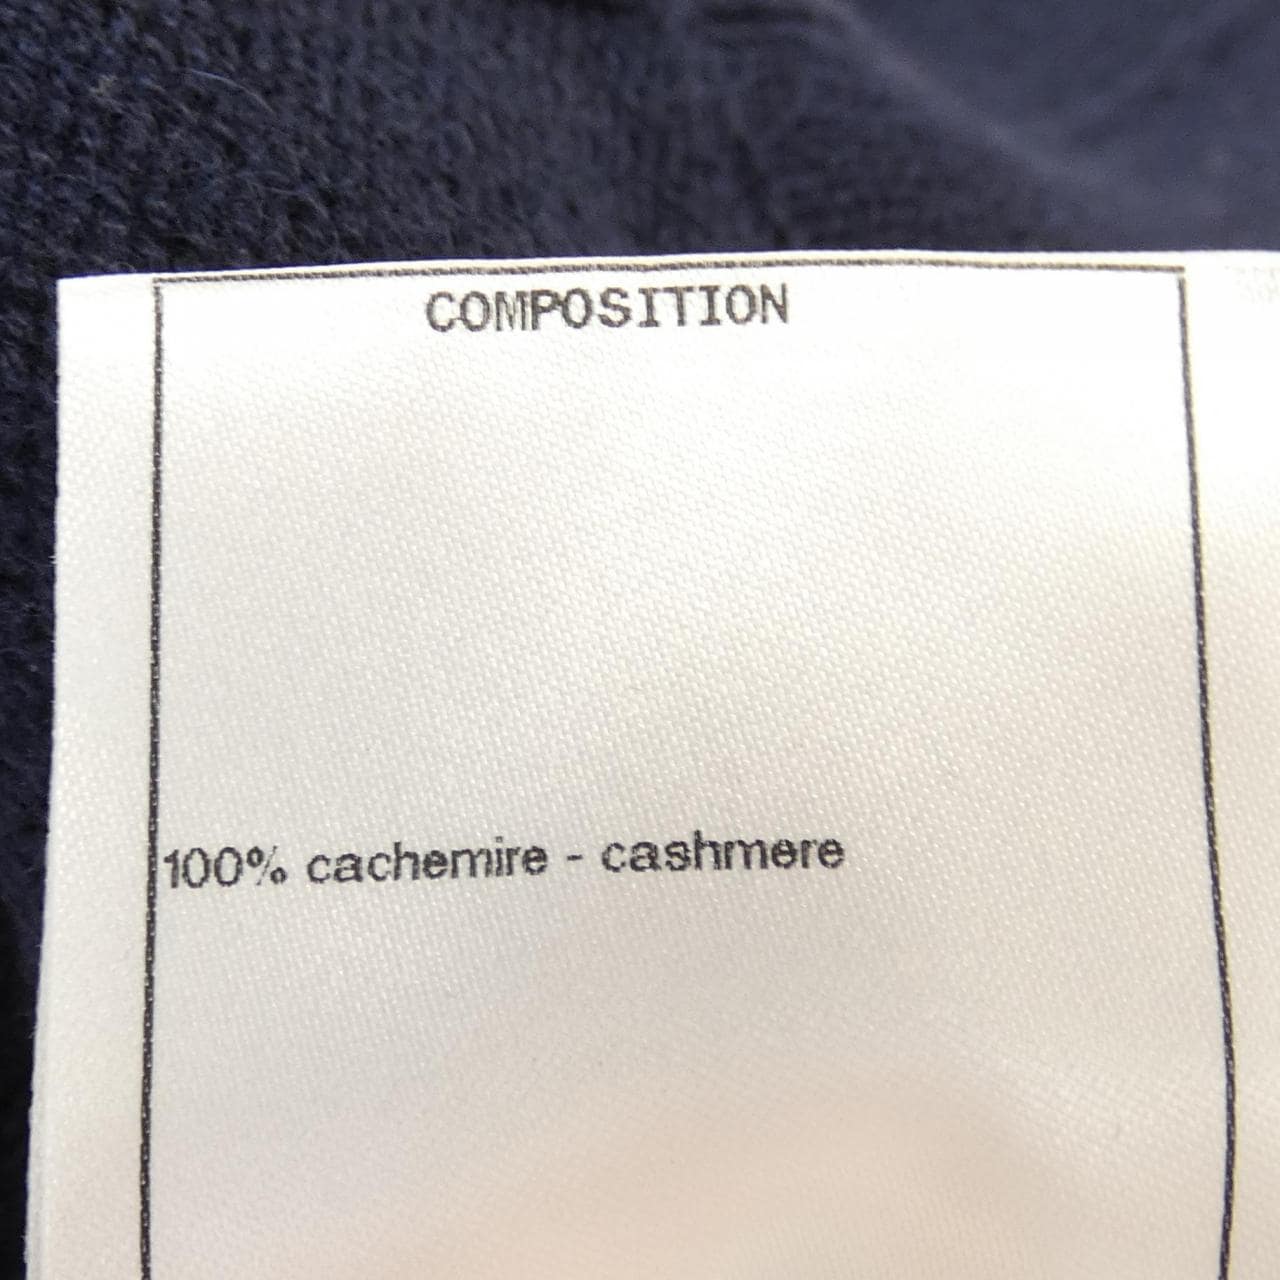 COMPOSITION
100% cachemire - cashmere